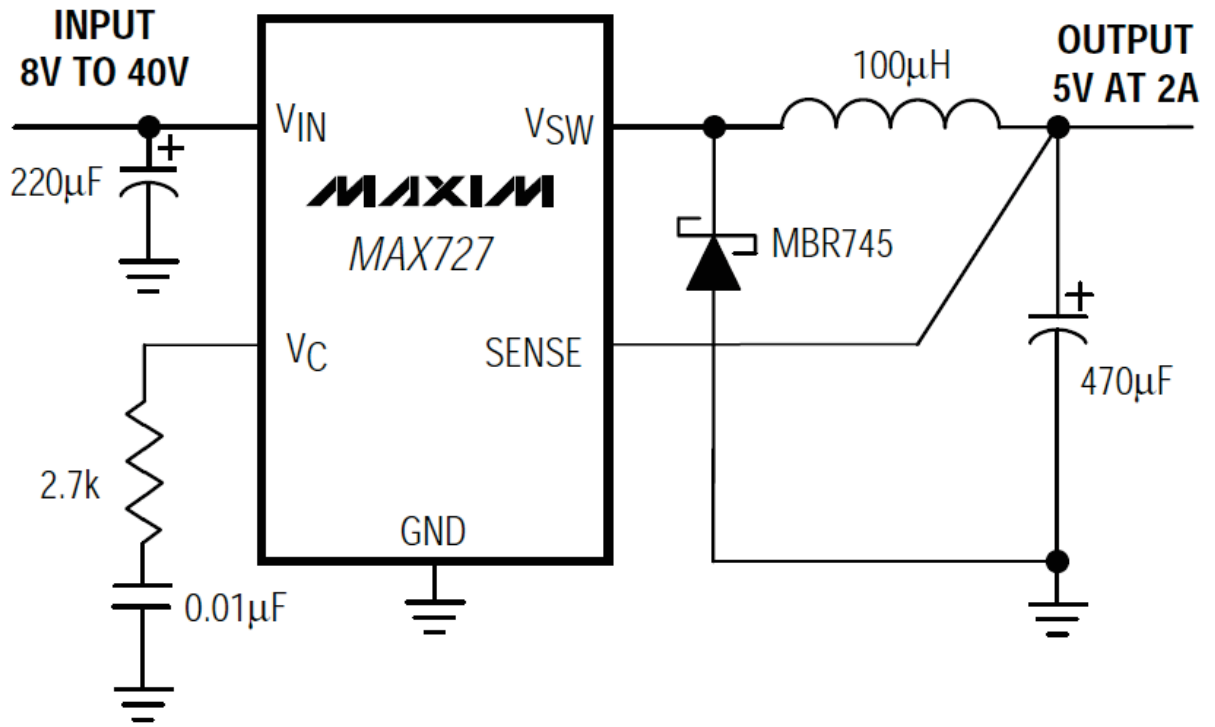 INPUT
8V TO 40V
OUTPUT
5V AT 2A
100µH
VIN
VSW
220µF
MAXIM
MAX727
MBR745
VC
SENSE
470µF
2.7k
GND
0.01µF